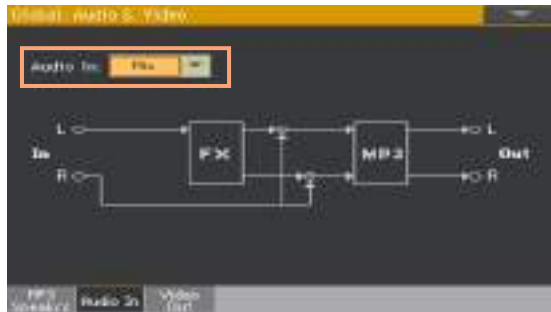 Global: Audio & Video
Audio In: Mix
L
In
R
FX
MP3
L
Out
R
MP3
Speakers
Audio In
Video
Out